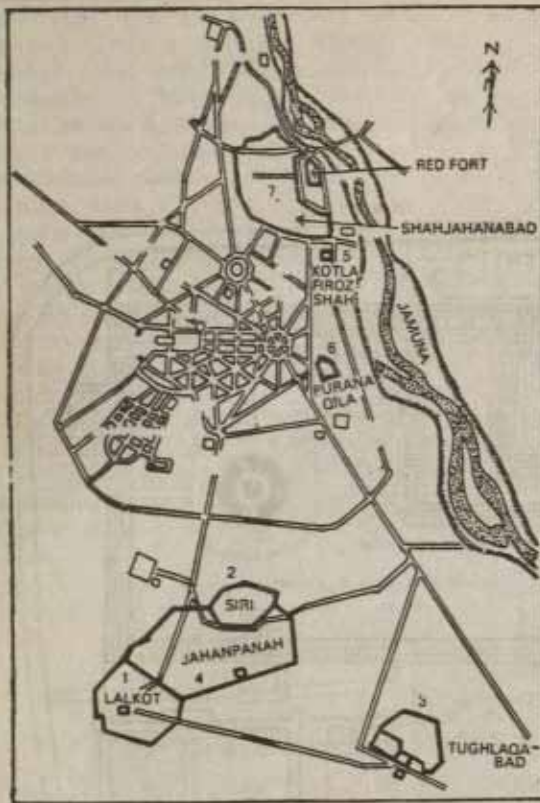 N
RED FORT
7.
SHAHJAHANABAD
5
KOTLA
FIROZ
SHAH
JAMUNA
6
PURANA
QILA
2
SIRI
JAHANPANAH
1
4
LALKOT
3
TUGHLAQA-
BAD